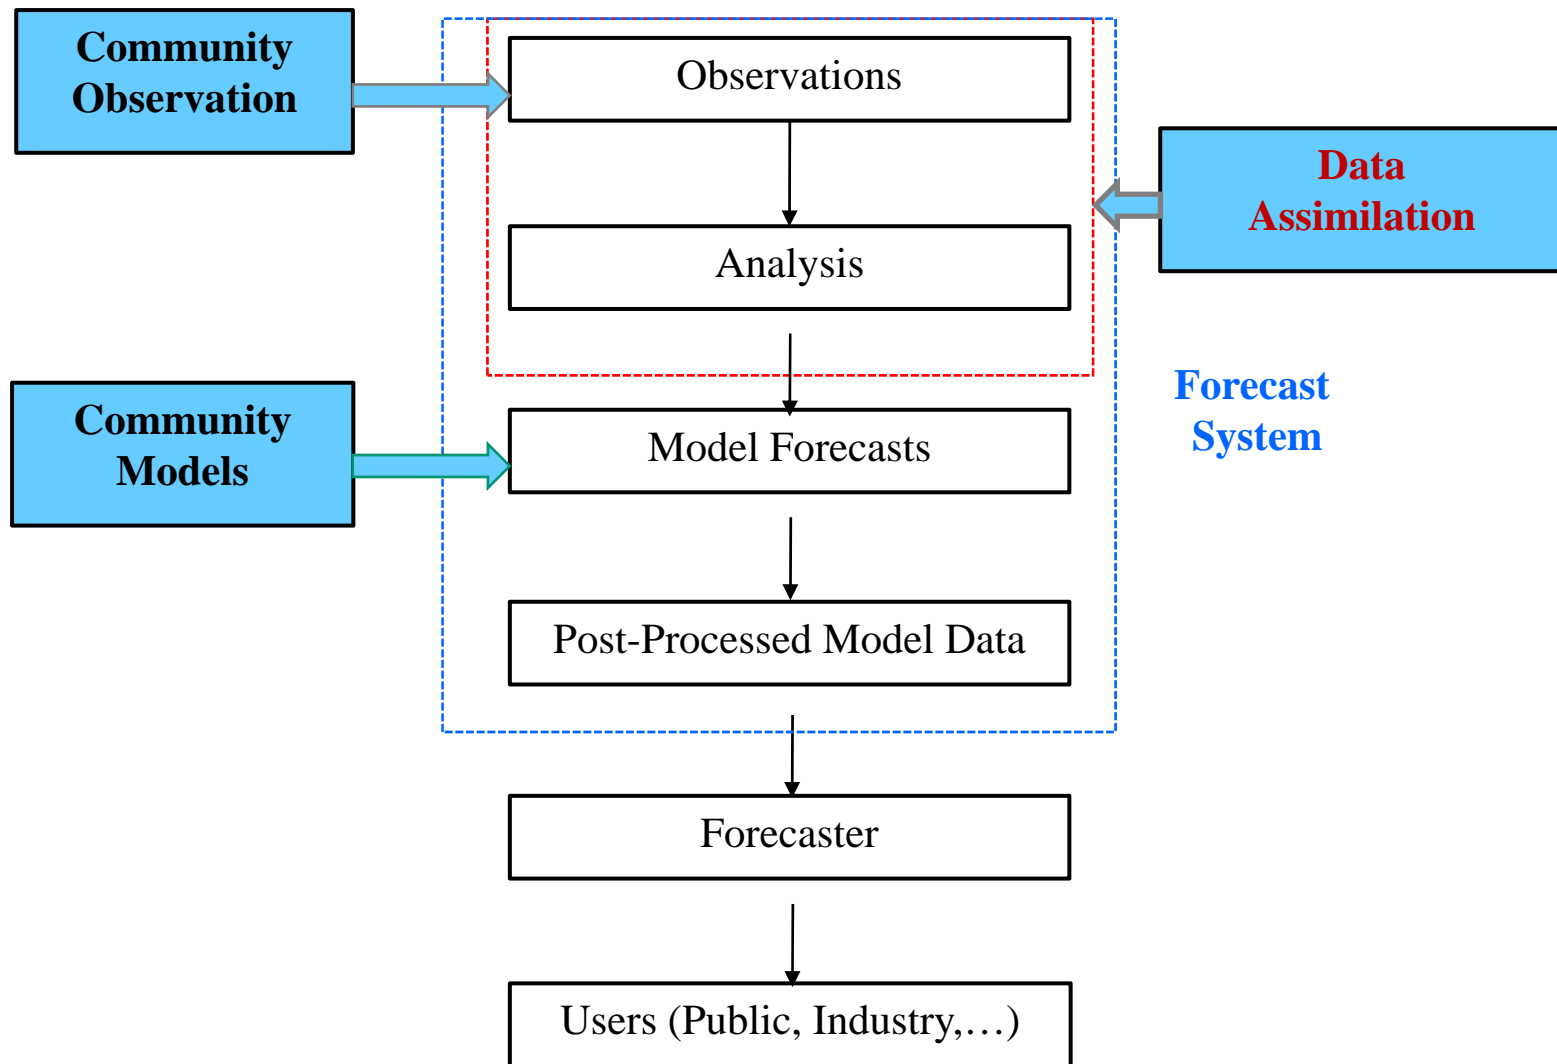 Community
Observation
Observations
Data
Assimilation
Analysis
Forecast
System
Community
Models
Model Forecasts
Post-Processed Model Data
Forecaster
Users (Public, Industry,…)